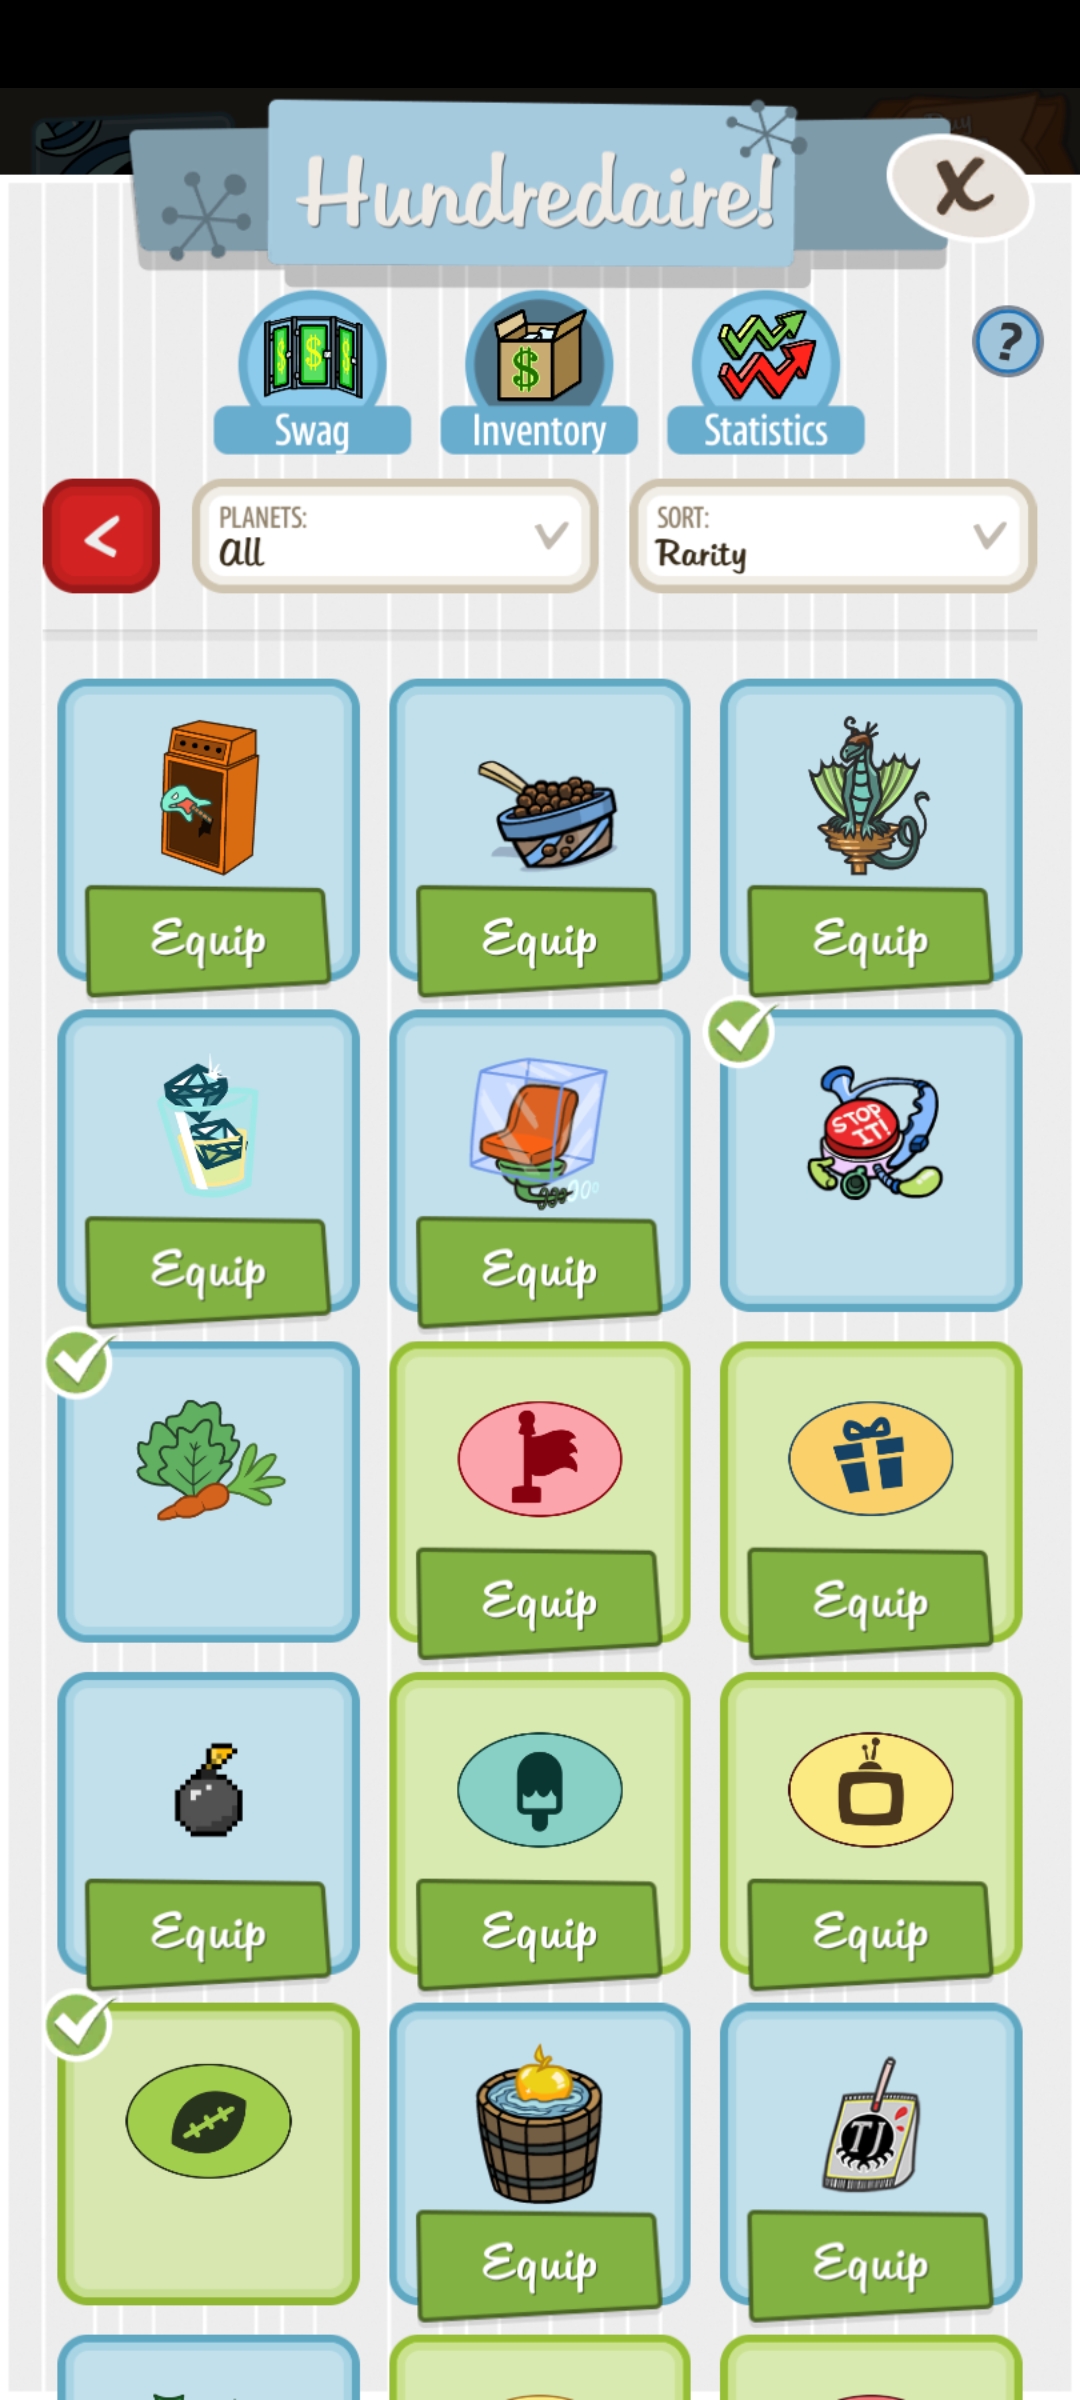 Buy
Hundredaire!
X
$ $ $
$
?
Swag
Inventory
Statistics
<
PLANETS:
All
SORT:
Rarity
Equip
Equip
Equip
STOP
IT!
Equip
Equip
Equip
Equip
Equip
Equip
Equip
TJ
Equip
Equip